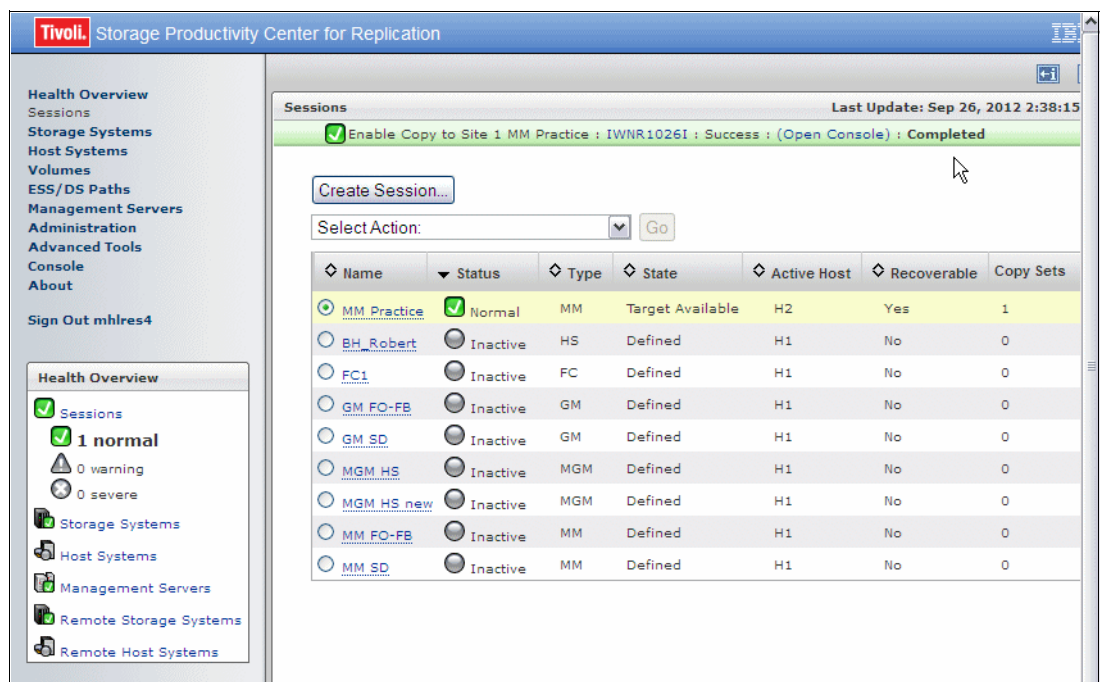 Tivoli. Storage Productivity Center for Replication
Health Overview
Sessions
Storage Systems
Host Systems
Volumes
ESS/DS Paths
Management Servers
Administration
Advanced Tools
Console
About
Sign Out mhlres4
Health Overview
Sessions
1 normal
0 warning
0 severe
Storage Systems
Host Systems
Management Servers
Remote Storage Systems
Remote Host Systems
Sessions Last Update: Sep 26, 2012 2:38:15
Enable Copy to Site 1 MM Practice : IWNR1026I : Success : (Open Console) : Completed
Create Session...
Select Action: Go
Name Status Type State Active Host Recoverable Copy Sets
MM Practice Normal MM Target Available H2 Yes 1
BH_Robert Inactive HS Defined H1 No 0
FC1 Inactive FC Defined H1 No 0
GM FO-FB Inactive GM Defined H1 No 0
GM SD Inactive GM Defined H1 No 0
MGM HS Inactive MGM Defined H1 No 0
MGM HS new Inactive MGM Defined H1 No 0
MM FO-FB Inactive MM Defined H1 No 0
MM SD Inactive MM Defined H1 No 0